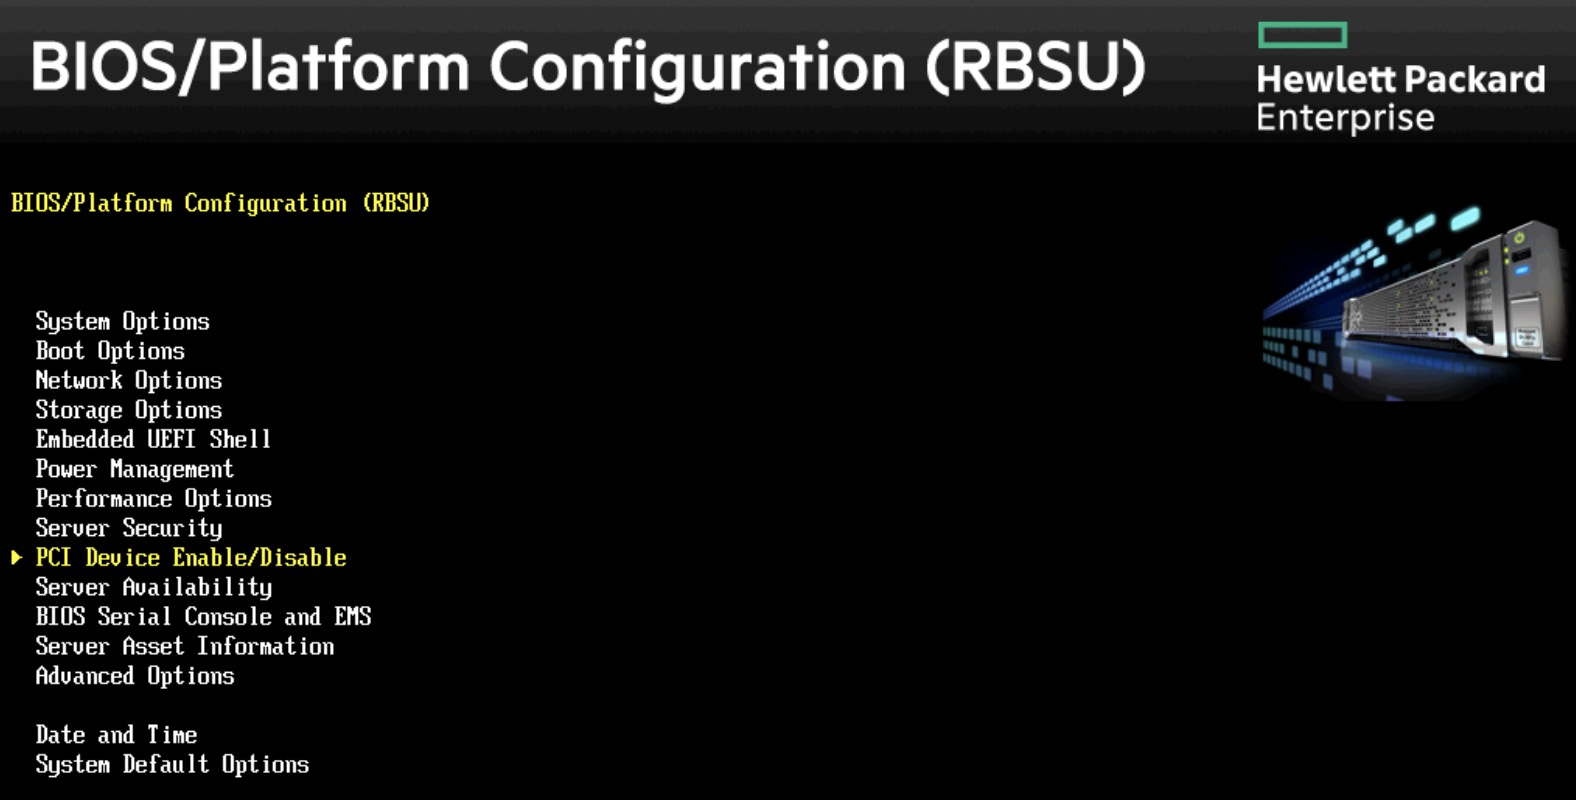 BIOS/Platform Configuration (RBSU)
Hewlett Packard
Enterprise
BIOS/Platform Configuration (RBSU)
System Options
Boot Options
Network Options
Storage Options
Embedded UEFI Shell
Power Management
Performance Options
Server Security
PCI Device Enable/Disable
Server Availability
BIOS Serial Console and EMS
Server Asset Information
Advanced Options
Date and Time
System Default Options